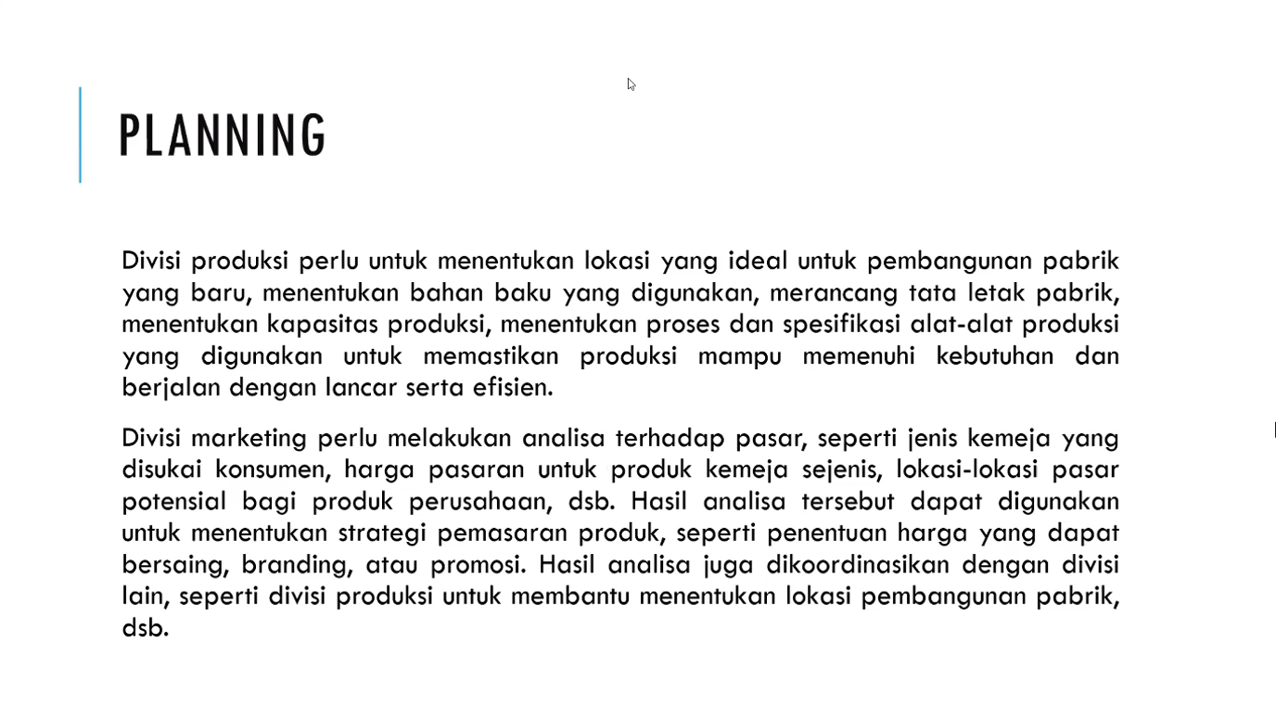 PLANNING
Divisi produksi perlu untuk menentukan lokasi yang ideal untuk pembangunan pabrik
yang baru, menentukan bahan baku yang digunakan, merancang tata letak pabrik,
menentukan kapasitas produksi, menentukan proses dan spesifikasi alat-alat produksi
yang digunakan untuk memastikan produksi mampu memenuhi kebutuhan dan
berjalan dengan lancar serta efisien.
Divisi marketing perlu melakukan analisa terhadap pasar, seperti jenis kemeja yang
disukai konsumen, harga pasaran untuk produk kemeja sejenis, lokasi-lokasi pasar
potensial bagi produk perusahaan, dsb. Hasil analisa tersebut dapat digunakan
untuk menentukan strategi pemasaran produk, seperti penentuan harga yang dapat
bersaing, branding, atau promosi. Hasil analisa juga dikoordinasikan dengan divisi
lain, seperti divisi produksi untuk membantu menentukan lokasi pembangunan pabrik,
dsb.